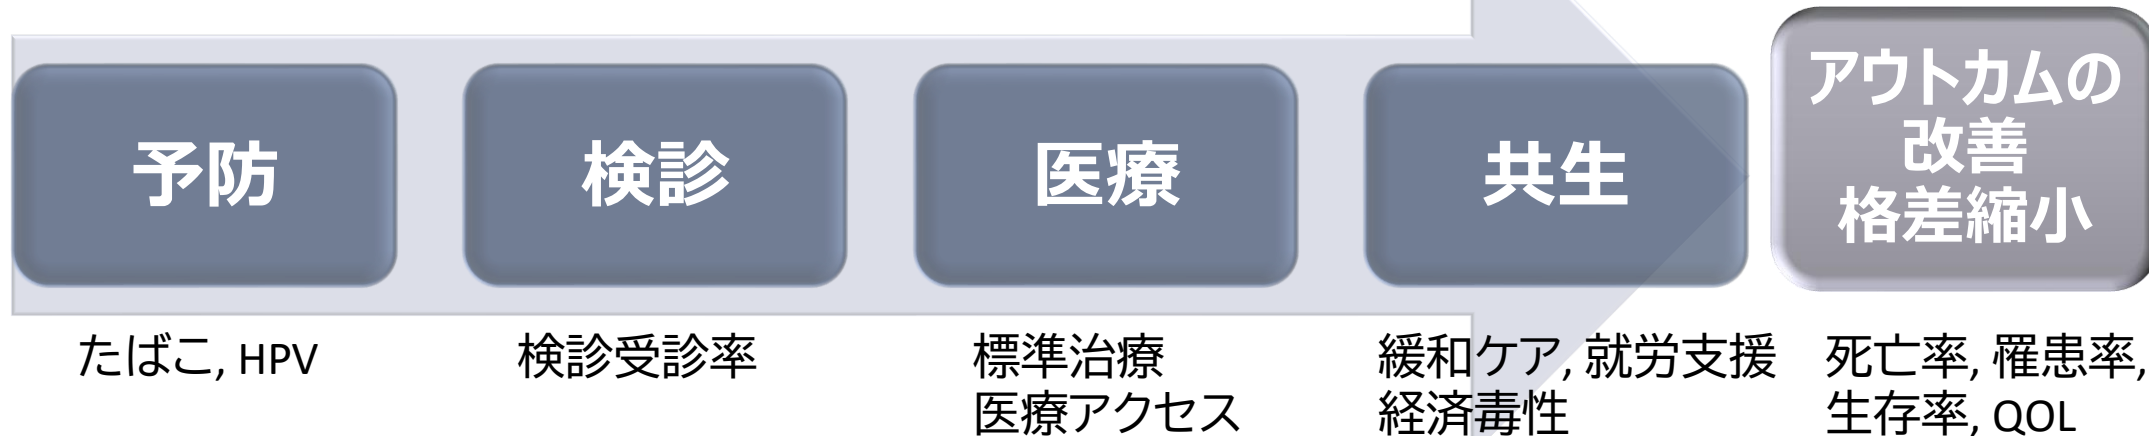 予防
検診
医療
共生
アウトカムの
改善
格差縮小
たばこ, HPV
検診受診率
標準治療
医療アクセス
緩和ケア, 就労支援
経済毒性
死亡率, 罹患率,
生存率, QOL